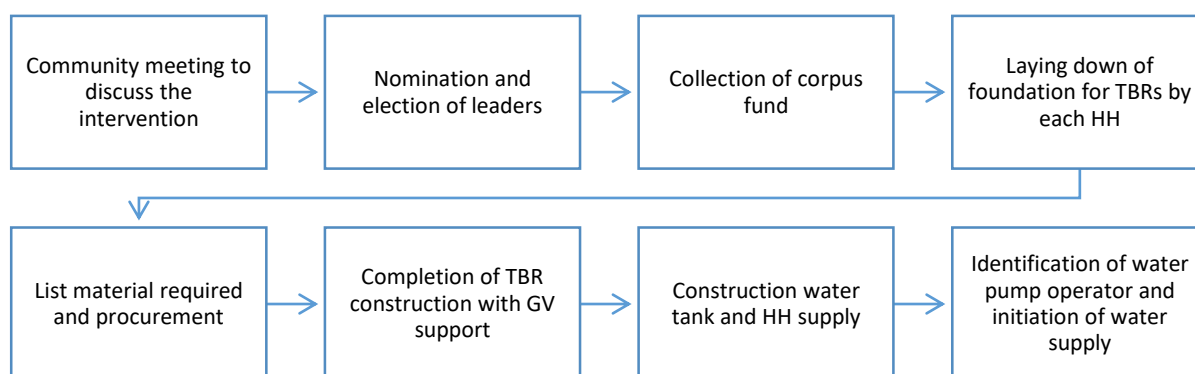 Community meeting to
discuss the
intervention
Nomination and
election of leaders
Collection of corpus
fund
Laying down of
foundation for TBRs by
each HH
List material required
and procurement
Completion of TBR
construction with GV
support
Construction water
tank and HH supply
Identification of water
pump operator and
initiation of water
supply